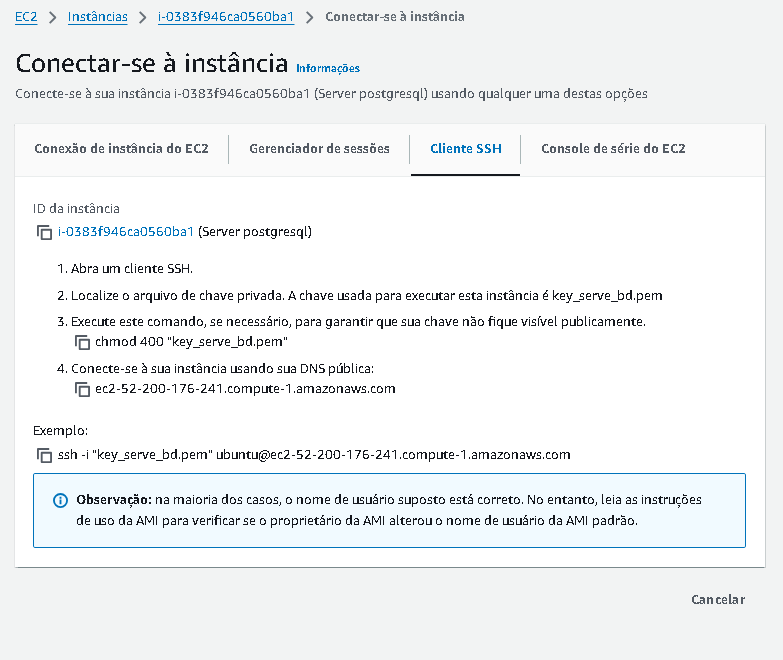 EC2 > Instâncias > i-0383f946ca0560ba1 > Conectar-se à instância
Conectar-se à instância Informações
Conecte-se à sua instância i-0383f946ca0560ba1 (Server postgresql) usando qualquer uma destas opções
Conexão de instância do EC2 Gerenciador de sessões Cliente SSH Console de série do EC2
ID da instância
i-0383f946ca0560ba1 (Server postgresql)
1. Abra um cliente SSH.
2. Localize o arquivo de chave privada. A chave usada para executar esta instância é key_serve_bd.pem
3. Execute este comando, se necessário, para garantir que sua chave não fique visível publicamente.
chmod 400 "key_serve_bd.pem"
4. Conecte-se à sua instância usando sua DNS pública:
ec2-52-200-176-241.compute-1.amazonaws.com
Exemplo:
ssh -i "key_serve_bd.pem" ubuntu@ec2-52-200-176-241.compute-1.amazonaws.com
Observação: na maioria dos casos, o nome de usuário suposto está correto. No entanto, leia as instruções
de uso da AMI para verificar se o proprietário da AMI alterou o nome de usuário da AMI padrão.
Cancelar